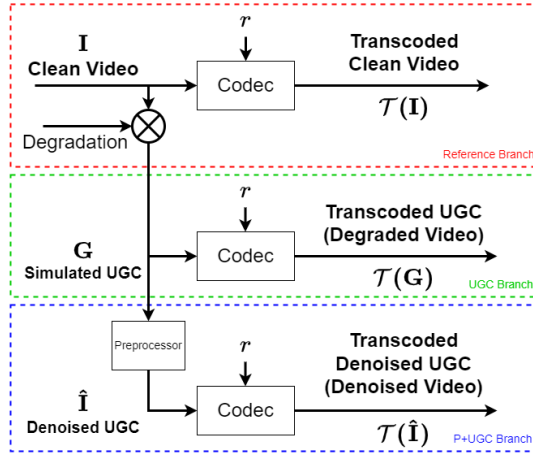 I
Clean Video
r
Codec
Transcoded
Clean Video
T(I)
Degradation
Reference Branch
G
Simulated UGC
r
Codec
Transcoded UGC
(Degraded Video)
T(G)
UGC Branch
Preprocessor
Î
Denoised UGC
r
Codec
Transcoded
Denoised UGC
(Denoised Video)
T(Î)
P+UGC Branch